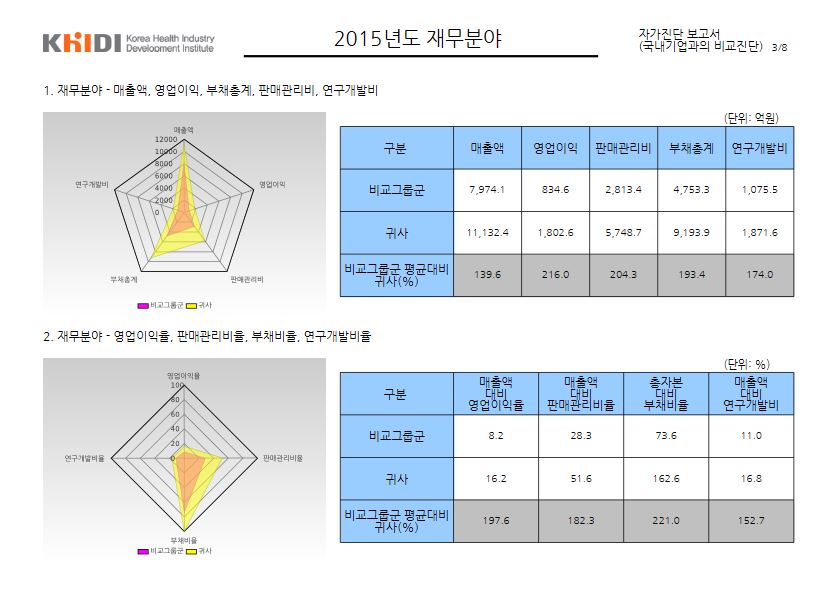 KHIDI Korea Health Industry
Development Institute
2015년도 재무분야
자가진단 보고서
(국내기업과의 비교진단) 3/8
1. 재무분야 - 매출액, 영업이익, 부채총계, 판매관리비, 연구개발비
매출액
12000
10000
8000
6000
4000
2000
0
연구개발비
영업이익
부채총계
판매관리비
비교그룹군 귀사
(단위: 억원)
구분 매출액 영업이익 판매관리비 부채총계 연구개발비
비교그룹군 7,974.1 834.6 2,813.4 4,753.3 1,075.5
귀사 11,132.4 1,802.6 5,748.7 9,193.9 1,871.6
비교그룹군 평균대비
귀사(%) 139.6 216.0 204.3 193.4 174.0
2. 재무분야 - 영업이익율, 판매관리비율, 부채비율, 연구개발비율
영업이익율
100
80
60
40
20
0
연구개발비율
판매관리비율
부채비율
비교그룹군 귀사
(단위: %)
구분
매출액 대비 영업이익율
매출액 대비 판매관리비율
총자본 대비 부채비율
매출액 대비 연구개발비
비교그룹군 8.2 28.3 73.6 11.0
귀사 16.2 51.6 162.6 16.8
비교그룹군 평균대비
귀사(%) 197.6 182.3 221.0 152.7